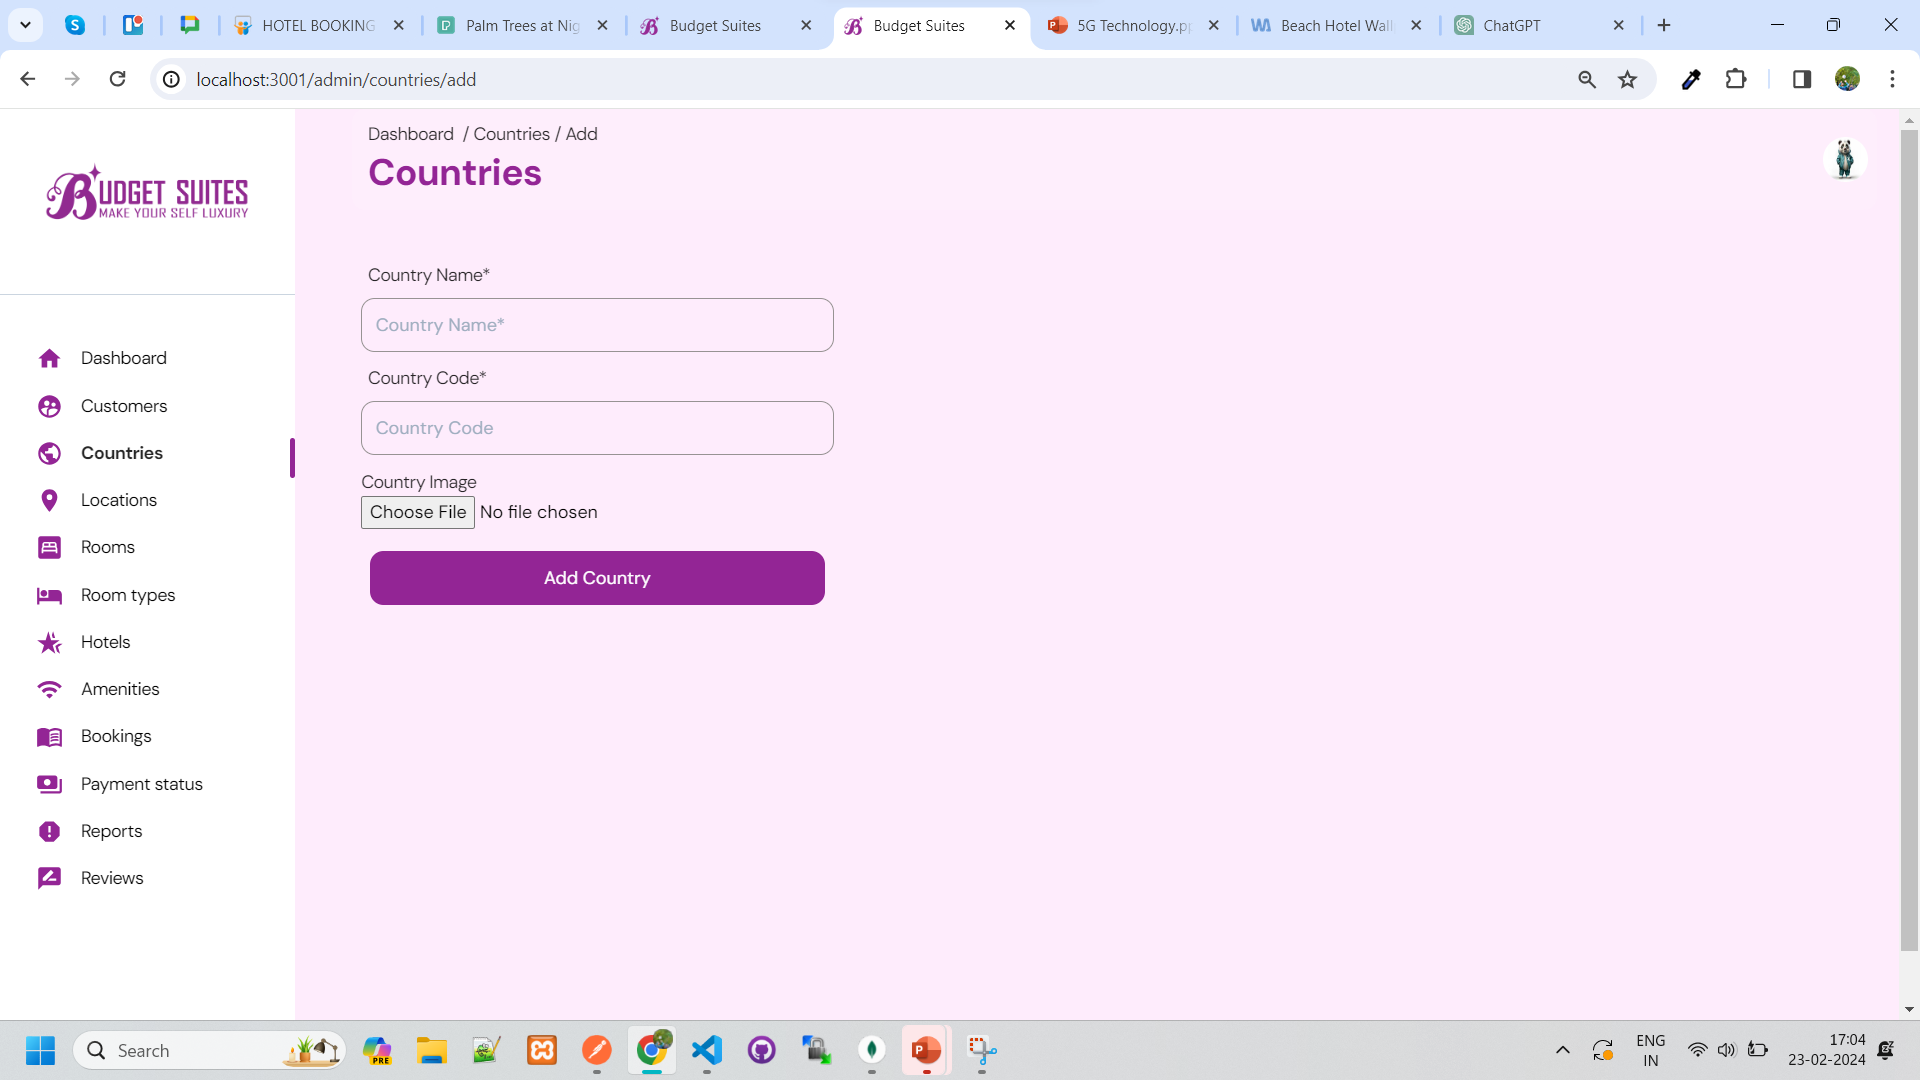 HOTEL BOOKING
Palm Trees at Nig
Budget Suites
Budget Suites
5G Technology.pp
Beach Hotel Wall
ChatGPT
localhost:3001/admin/countries/add
BUDGET SUITES
MAKE YOUR SELF LUXURY
Dashboard / Countries / Add
Countries
Dashboard
Customers
Countries
Locations
Rooms
Room types
Hotels
Amenities
Bookings
Payment status
Reports
Reviews
Country Name*
Country Name*
Country Code*
Country Code
Country Image
Choose File No file chosen
Add Country
Search
PRE
ENG
IN
17:04
23-02-2024